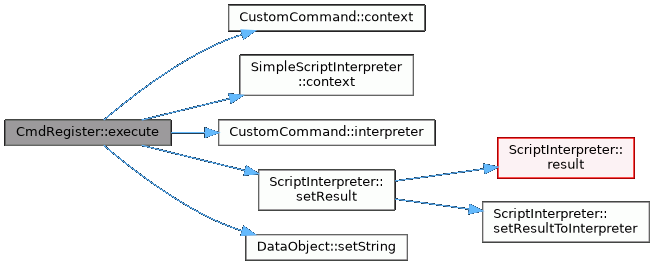 CustomCommand::context
SimpleScriptInterpreter
::context
CmdRegister::execute
CustomCommand::interpreter
ScriptInterpreter::
result
ScriptInterpreter::
setResult
ScriptInterpreter::
setResultToInterpreter
DataObject::setString